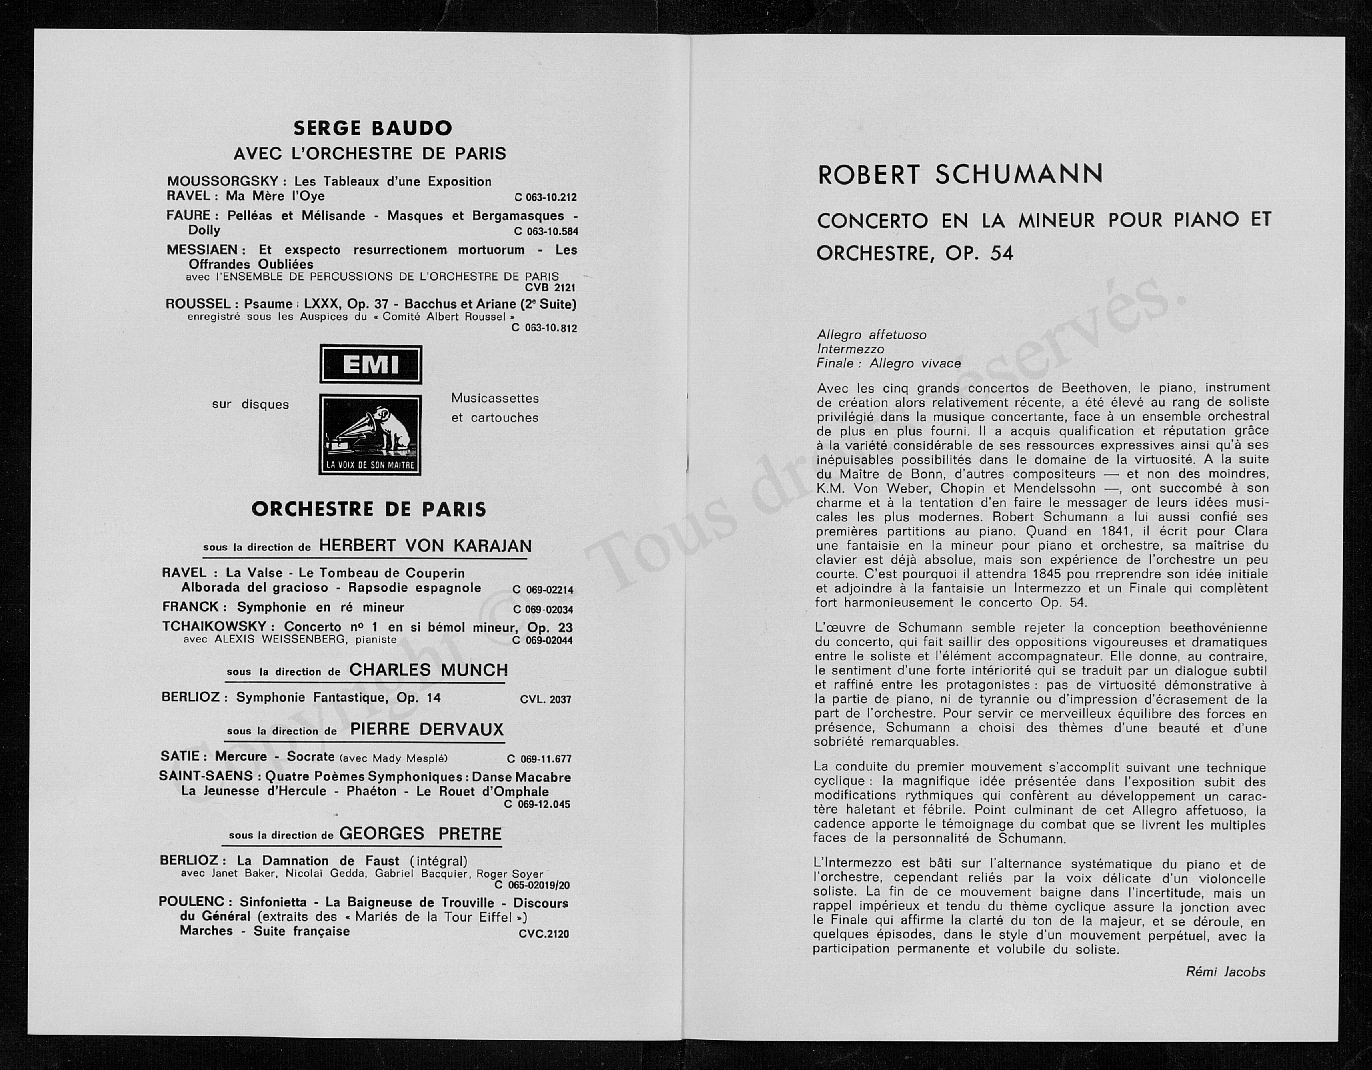 SERGE BAUDO
AVEC L'ORCHESTRE DE PARIS
MOUSSORGSKY : Les Tableaux d'une Exposition
RAVEL : Ma Mère l'Oye C 063-10.212
FAURE : Pelléas et Mélisande - Masques et Bergamasques -
Dolly C 063-10.584
MESSIAEN : Et exspecto resurrectionem mortuorum - Les
Offrandes Oubliées
avec l'ENSEMBLE DE PERCUSSIONS DE L'ORCHESTRE DE PARIS
CVB 2121
ROUSSEL : Psaume LXXX, Op. 37 - Bacchus et Ariane (2e Suite)
enregistré sous les Auspices du « Comité Albert Roussel »
C 063-10.812
EMI
sur disques
Musicassettes
et cartouches
LA VOIX DE SON MAITRE
ORCHESTRE DE PARIS
sous la direction de HERBERT VON KARAJAN
RAVEL : La Valse - Le Tombeau de Couperin
Alborada del gracioso - Rapsodie espagnole C 069-02214
FRANCK : Symphonie en ré mineur C 069-02034
TCHAIKOWSKY : Concerto nº 1 en si bémol mineur, Op. 23
avec ALEXIS WEISSENBERG, pianiste C 069-02044
sous la direction de CHARLES MUNCH
BERLIOZ : Symphonie Fantastique, Op. 14 CVL. 2037
sous la direction de PIERRE DERVAUX
SATIE : Mercure - Socrate (avec Mady Mesplé) C 069-11.677
SAINT-SAENS : Quatre Poèmes Symphoniques : Danse Macabre
La Jeunesse d'Hercule - Phaéton - Le Rouet d'Omphale
C 069-12.045
sous la direction de GEORGES PRETRE
BERLIOZ : La Damnation de Faust (intégral)
avec Janet Baker, Nicolai Gedda, Gabriel Bacquier, Roger Soyer
C 065-02019/20
POULENC : Sinfonietta - La Baigneuse de Trouville - Discours
du Général (extraits des « Mariés de la Tour Eiffel »)
Marches - Suite française CVC.2120
ROBERT SCHUMANN
CONCERTO EN LA MINEUR POUR PIANO ET
ORCHESTRE, OP. 54
Allegro affetuoso
Intermezzo
Finale : Allegro vivace
Avec les cinq grands concertos de Beethoven, le piano, instrument
de création alors relativement récente, a été élevé au rang de soliste
privilégié dans la musique concertante, face à un ensemble orchestral
de plus en plus fourni. Il a acquis qualification et réputation grâce
à la variété considérable de ses ressources expressives ainsi qu'à ses
inépuisables possibilités dans le domaine de la virtuosité. A la suite
du Maître de Bonn, d'autres compositeurs — et non des moindres,
K.M. Von Weber, Chopin et Mendelssohn —, ont succombé à son
charme et à la tentation d'en faire le messager de leurs idées musi-
cales les plus modernes. Robert Schumann a lui aussi confié ses
premières partitions au piano. Quand en 1841, il écrit pour Clara
une fantaisie en la mineur pour piano et orchestre, sa maîtrise du
clavier est déjà absolue, mais son expérience de l'orchestre un peu
courte. C'est pourquoi il attendra 1845 pou rreprendre son idée initiale
et adjoindre à la fantaisie un Intermezzo et un Finale qui complètent
fort harmonieusement le concerto Op. 54.
L'œuvre de Schumann semble rejeter la conception beethovénienne
du concerto, qui fait saillir des oppositions vigoureuses et dramatiques
entre le soliste et l'élément accompagnateur. Elle donne, au contraire,
le sentiment d'une forte intériorité qui se traduit par un dialogue subtil
et raffiné entre les protagonistes : pas de virtuosité démonstrative à
la partie de piano, ni de tyrannie ou d'impression d'écrasement de la
part de l'orchestre. Pour servir ce merveilleux équilibre des forces en
présence, Schumann a choisi des thèmes d'une beauté et d'une
sobriété remarquables.
La conduite du premier mouvement s'accomplit suivant une technique
cyclique : la magnifique idée présentée dans l'exposition subit des
modifications rythmiques qui confèrent au développement un carac-
tère haletant et fébrile. Point culminant de cet Allegro affetuoso, la
cadence apporte le témoignage du combat que se livrent les multiples
faces de la personnalité de Schumann.
L'Intermezzo est bâti sur l'alternance systématique du piano et de
l'orchestre, cependant reliés par la voix délicate d'un violoncelle
soliste. La fin de ce mouvement baigne dans l'incertitude, mais un
rappel impérieux et tendu du thème cyclique assure la jonction avec
le Finale qui affirme la clarté du ton de la majeur, et se déroule, en
quelques épisodes, dans le style d'un mouvement perpétuel, avec la
participation permanente et volubile du soliste.
Rémi Jacobs
Copyright © - Tous droits réservés.